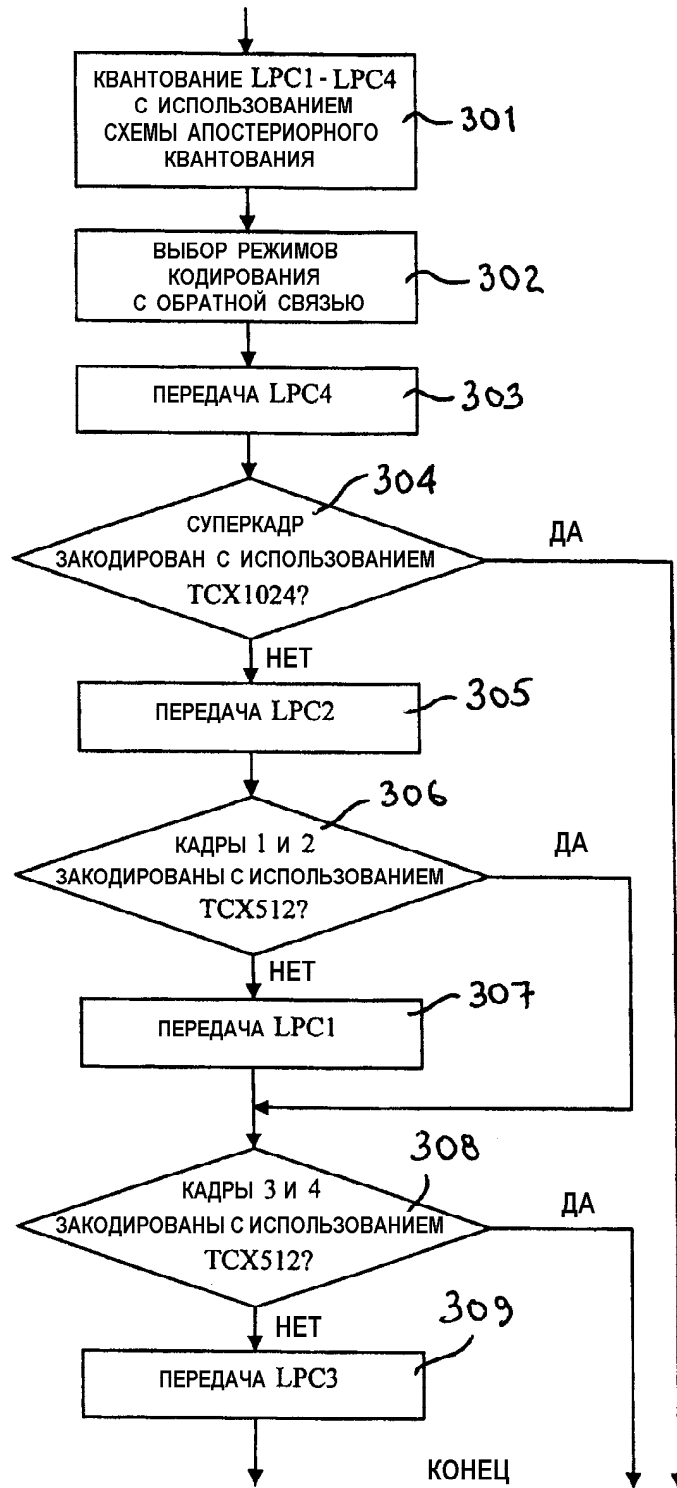 КВАНТОВАНИЕ LPC1 - LPC4
С ИСПОЛЬЗОВАНИЕМ
СХЕМЫ АПОСТЕРИОРНОГО
КВАНТОВАНИЯ
301
ВЫБОР РЕЖИМОВ
КОДИРОВАНИЯ
С ОБРАТНОЙ СВЯЗЬЮ
302
ПЕРЕДАЧА LPC4
303
304
СУПЕРКАДР
ЗАКОДИРОВАН С ИСПОЛЬЗОВАНИЕМ
TCX1024?
ДА
НЕТ
ПЕРЕДАЧА LPC2
305
306
КАДРЫ 1 И 2
ЗАКОДИРОВАНЫ С ИСПОЛЬЗОВАНИЕМ
TCX512?
ДА
НЕТ
ПЕРЕДАЧА LPC1
307
308
КАДРЫ 3 И 4
ЗАКОДИРОВАНЫ С ИСПОЛЬЗОВАНИЕМ
TCX512?
ДА
НЕТ
309
ПЕРЕДАЧА LPC3
КОНЕЦ